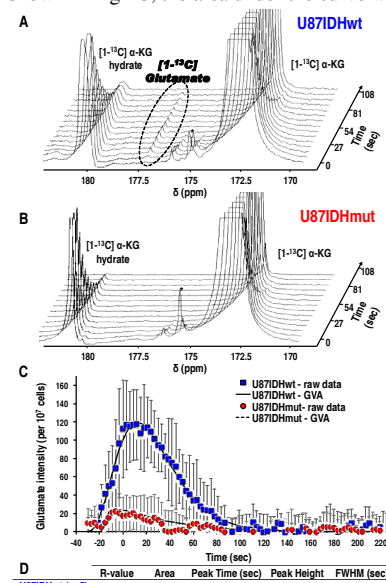 A
U87IDHwt
[1-¹³C] α-KG
hydrate
[1-¹³C]
Glutamate
[1-¹³C] α-KG
108
81
54
27
0
Time
(sec)
180
177.5
175
172.5
170
δ (ppm)
B
U87IDHmut
[1-¹³C] α-KG
hydrate
[1-¹³C] α-KG
108
81
54
27
0
Time
(sec)
180
177.5
175
172.5
170
δ (ppm)
C
Glutamate intensity (per 10⁷ cells)
160
140
120
100
80
60
40
20
0
U87IDHwt - raw data
U87IDHwt - GVA
U87IDHmut- raw data
U87IDHmut - GVA
-40 -20 0 20 40 60 80 100 120 140 160 180 200 220
Time (sec)
D
R-value Area Peak Time (sec) Peak Height FWHM (sec